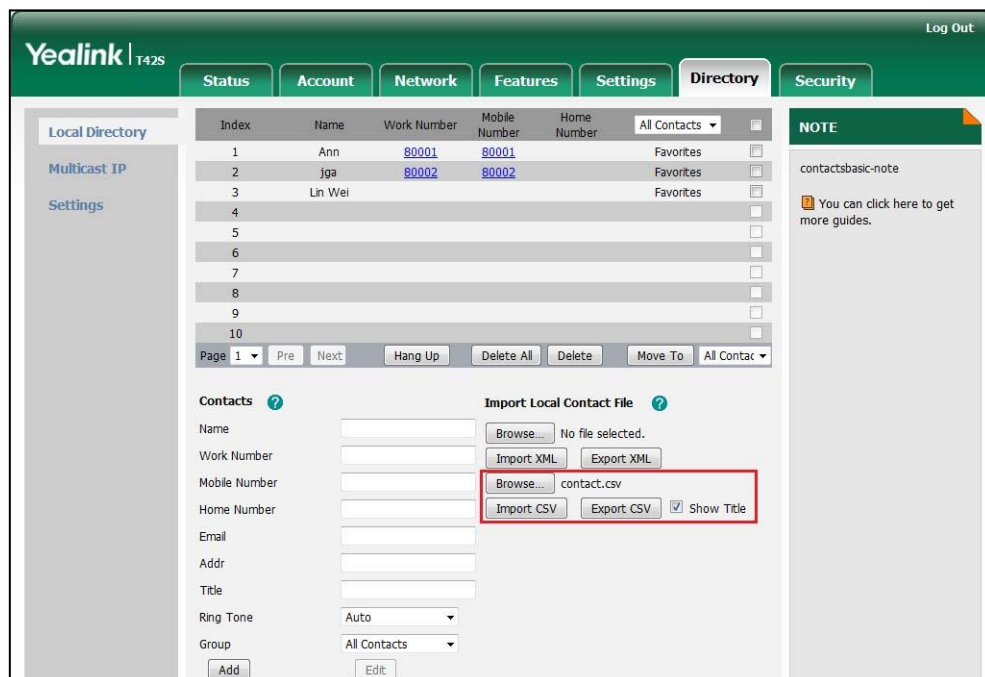 Log Out
Yealink | T42S
Status Account Network Features Settings Directory Security
Local Directory
Multicast IP
Settings
Index Name Work Number Mobile Number Home Number All Contacts
1 Ann 80001 80001 Favorites
2 jga 80002 80002 Favorites
3 Lin Wei Favorites
4
5
6
7
8
9
10
Page 1 Pre Next Hang Up Delete All Delete Move To All Contac
NOTE
contactsbasic-note
You can click here to get
more guides.
Contacts ?
Name
Work Number
Mobile Number
Home Number
Email
Addr
Title
Ring Tone Auto
Group All Contacts
Add Edit
Import Local Contact File ?
Browse... No file selected.
Import XML Export XML
Browse... contact.csv
Import CSV Export CSV Show Title